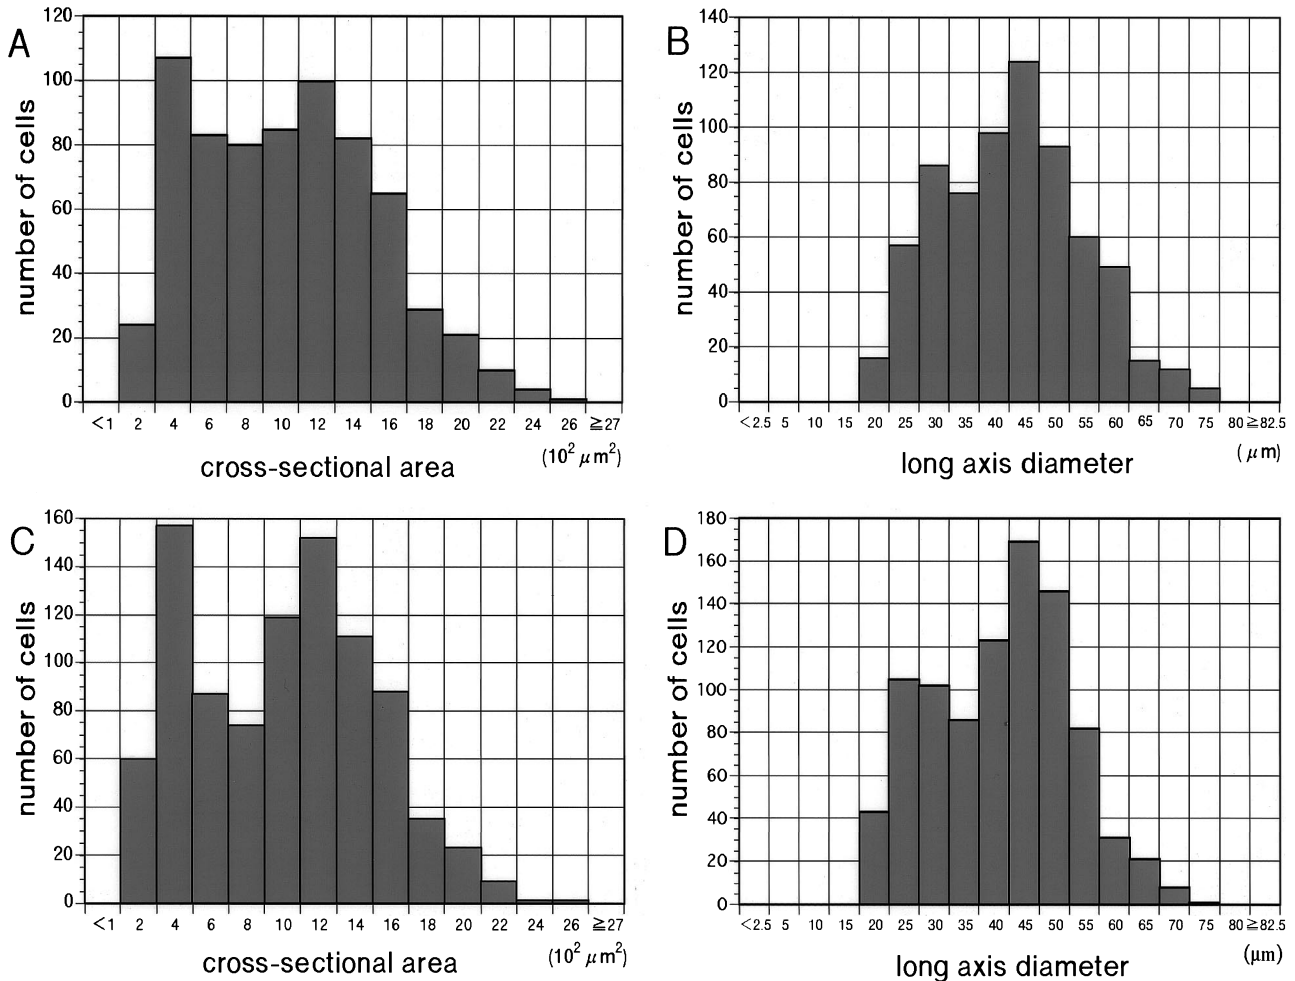 A
number of cells
120
100
80
60
40
20
0
<1 2 4 6 8 10 12 14 16 18 20 22 24 26 ≧27
cross-sectional area
(10² μm²)
B
number of cells
140
120
100
80
60
40
20
0
<2.5 5 10 15 20 25 30 35 40 45 50 55 60 65 70 75 80 ≧82.5
long axis diameter
(μm)
C
number of cells
160
140
120
100
80
60
40
20
0
<1 2 4 6 8 10 12 14 16 18 20 22 24 26 ≧27
cross-sectional area
(10² μm²)
D
number of cells
180
160
140
120
100
80
60
40
20
0
<2.5 5 10 15 20 25 30 35 40 45 50 55 60 65 70 75 80 ≧82.5
long axis diameter
(μm)